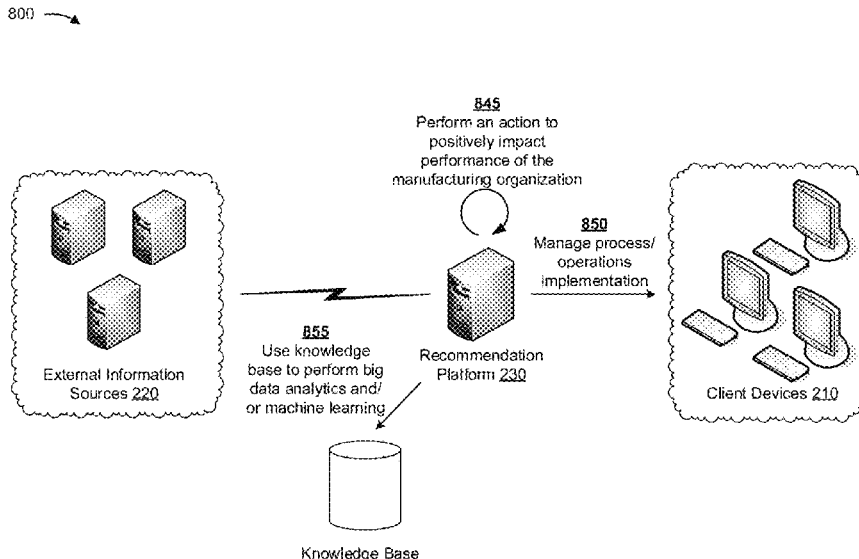 800
845
Perform an action to
positively impact
performance of the
manufacturing organization
850
Manage process/
operations
implementation
855
Use knowledge
base to perform big
data analytics and/
or machine learning
External Information
Sources 220
Recommendation
Platform 230
Client Devices 210
Knowledge Base